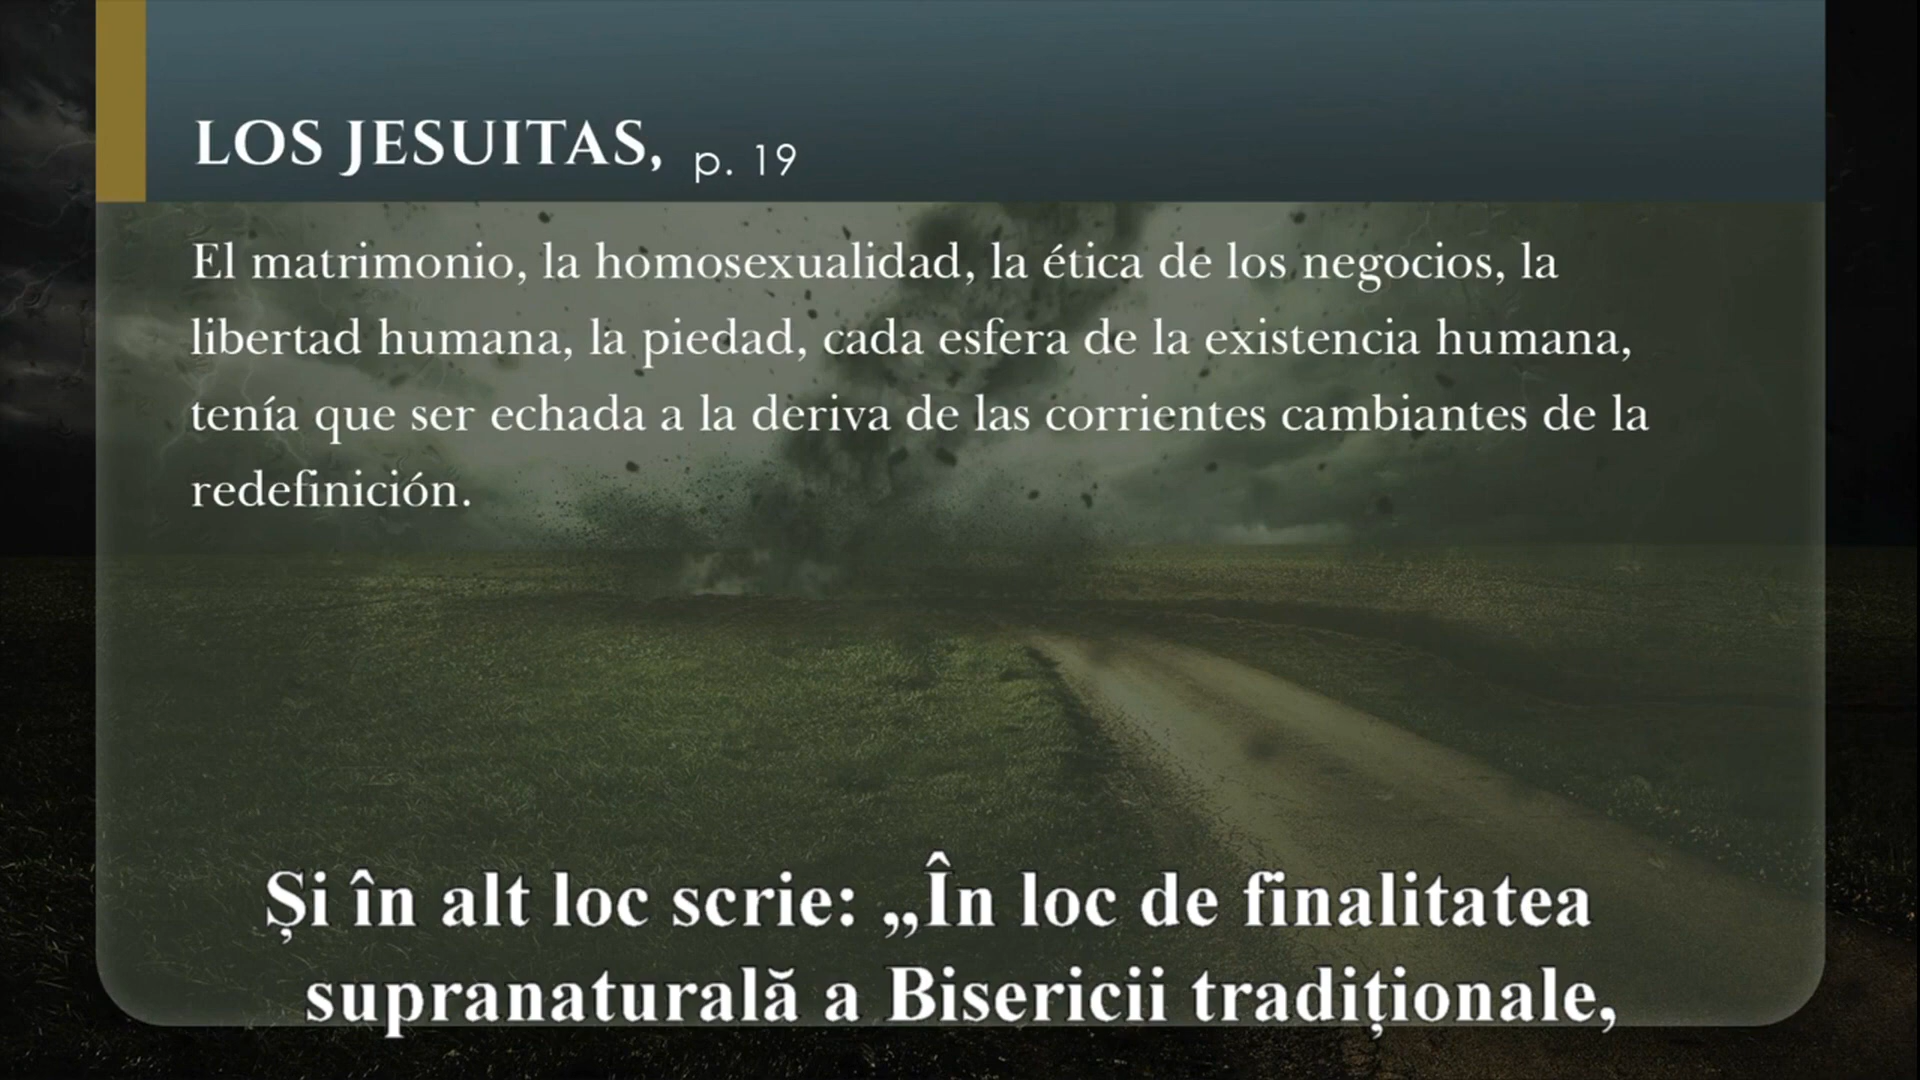 LOS JESUITAS, p. 19
El matrimonio, la homosexualidad, la ética de los negocios, la
libertad humana, la piedad, cada esfera de la existencia humana,
tenía que ser echada a la deriva de las corrientes cambiantes de la
redefinición.
Și în alt loc scrie: „În loc de finalitatea
supranaturală a Bisericii tradiționale,